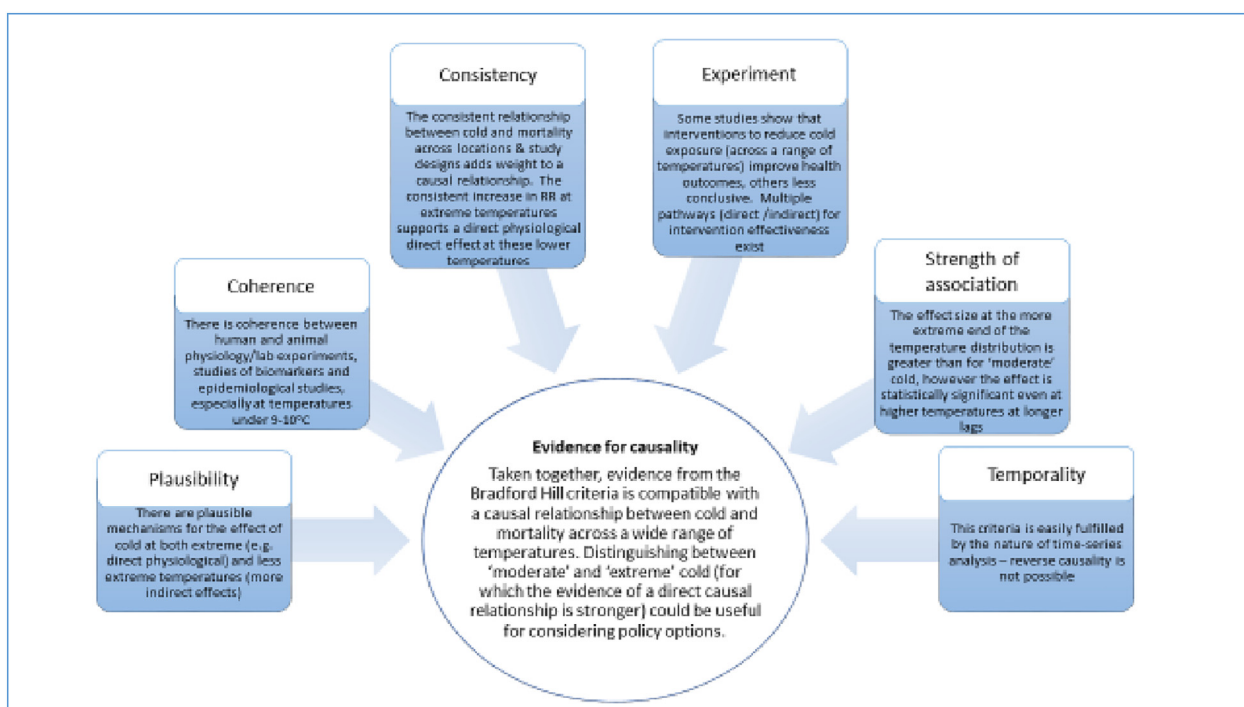 Consistency
The consistent relationship
between cold and mortality
across locations & study
designs adds weight to a
causal relationship. The
consistent increase in RR at
extreme temperatures
supports a direct physiological
direct effect at these lower
temperatures
Experiment
Some studies show that
interventions to reduce cold
exposure (across a range of
temperatures) improve health
outcomes, others less
conclusive. Multiple
pathways (direct /indirect) for
intervention effectiveness
exist
Coherence
There is coherence between
human and animal
physiology/lab experiments,
studies of biomarkers and
epidemiological studies,
especially at temperatures
under 9-10°C
Strength of
association
The effect size at the more
extreme end of the
temperature distribution is
greater than for 'moderate'
cold, however the effect is
statistically significant even at
higher temperatures at longer
lags
Plausibility
There are plausible
mechanisms for the effect of
cold at both extreme (e.g.
direct physiological) and less
extreme temperatures (more
indirect effects)
Evidence for causality
Taken together, evidence from the
Bradford Hill criteria is compatible with
a causal relationship between cold and
mortality across a wide range of
temperatures. Distinguishing between
'moderate' and 'extreme' cold (for
which the evidence of a direct causal
relationship is stronger) could be useful
for considering policy options.
Temporality
This criteria is easily fulfilled
by the nature of time-series
analysis – reverse causality is
not possible